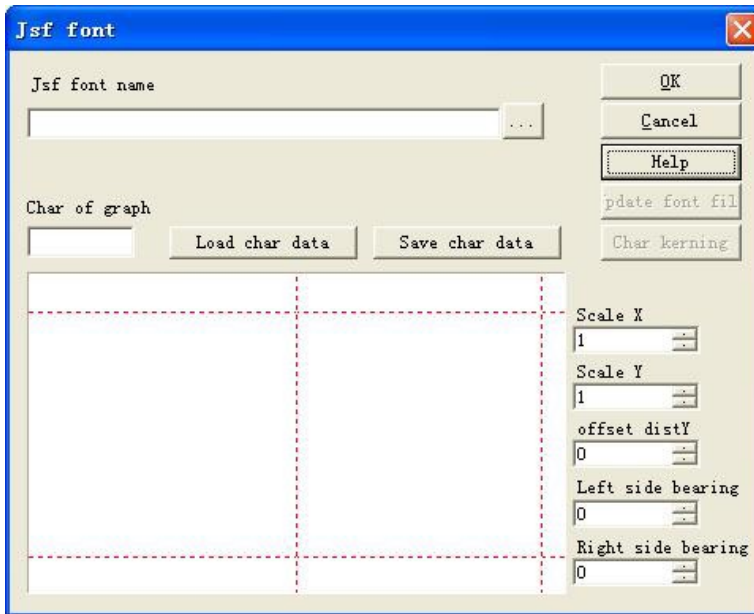 Jsf font
Jsf font name
...
OK
Cancel
Help
pdate font fil
Char kerning
Char of graph
Load char data
Save char data
Scale X
1
Scale Y
1
offset distY
0
Left side bearing
0
Right side bearing
0